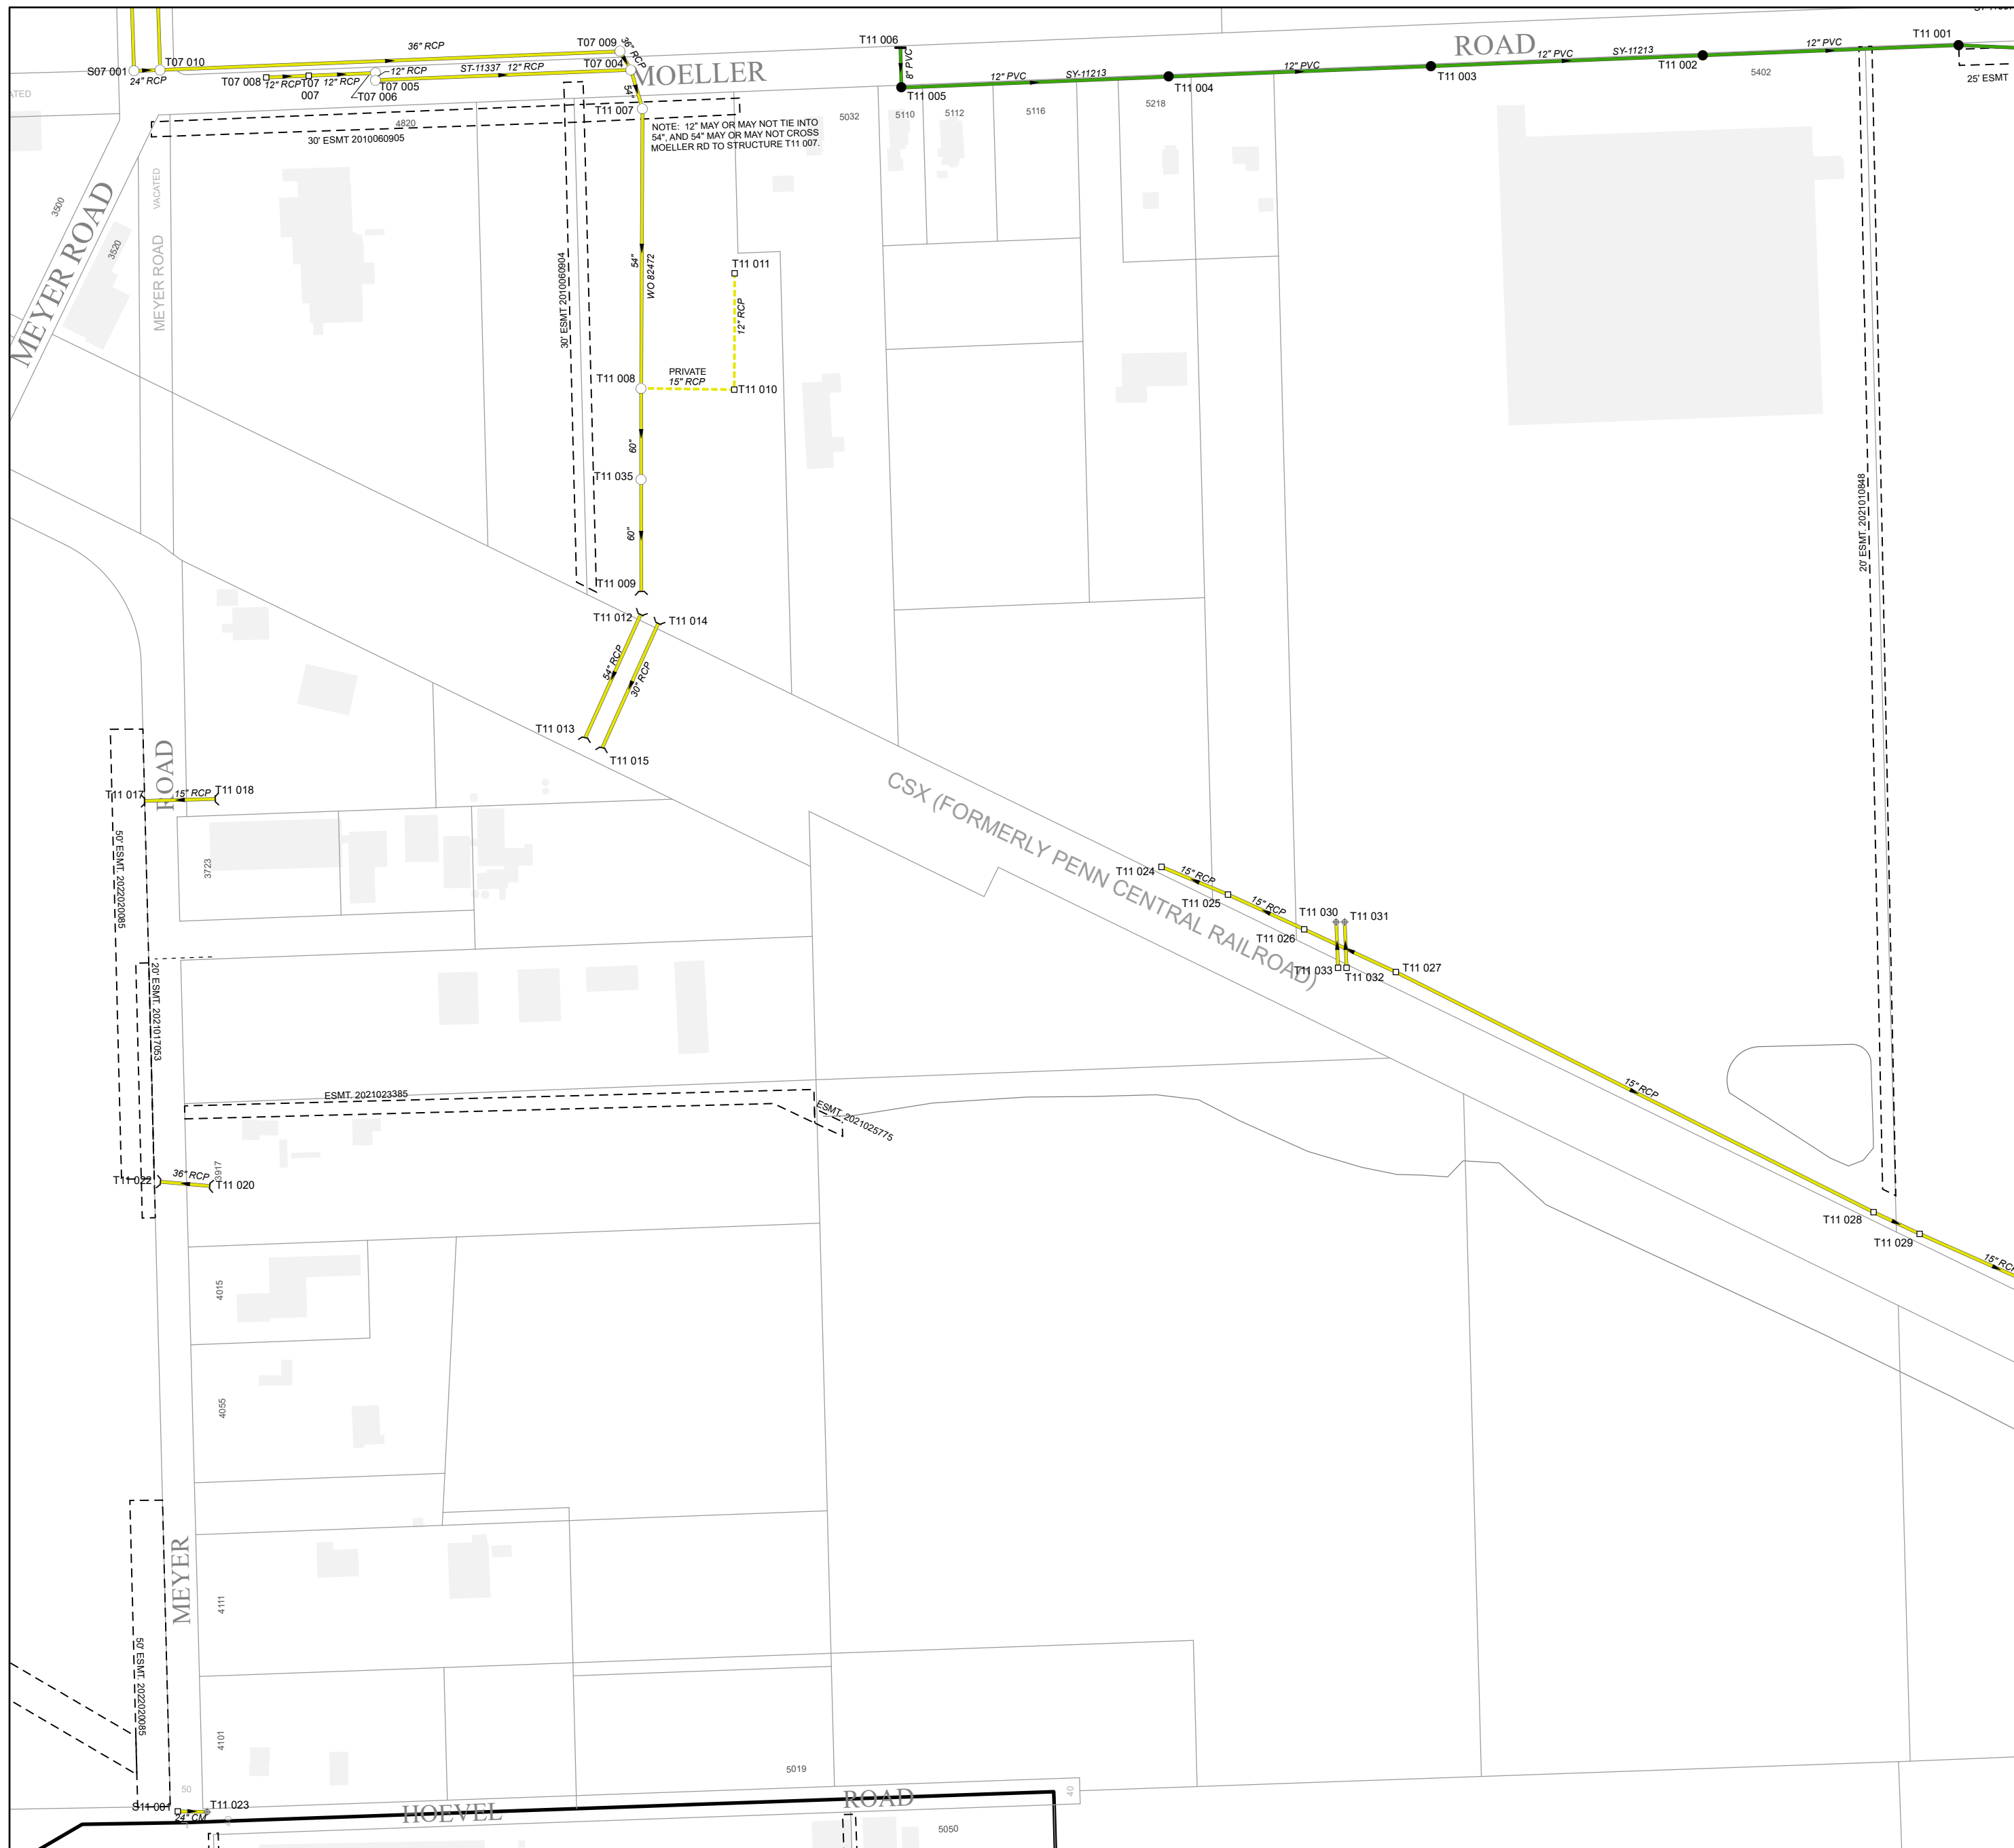 T07 009
36" RCP
36" RCP
T11 006
8" PVC
ROAD
T11 001
12" PVC
SY-11213
12" PVC
T11 002
T11 003
5402
25' ESMT
S07 001
T07 010
24" RCP
T07 008
12" RCP
T07
007
12" RCP
12" RCP
T07 005
T07 006
ST-11337
12" RCP
T07 004
MOELLER
54"
T11 007
12" PVC
SY-11213
12" PVC
T11 004
T11 005
ATED
4820
30' ESMT 2010060905
NOTE: 12" MAY OR MAY NOT TIE INTO
54", AND 54" MAY OR MAY NOT CROSS
MOELLER RD TO STRUCTURE T11 007.
5032
5110
5112
5116
5218
3500
MEYER ROAD
3520
VACATED
MEYER ROAD
30' ESMT 2010060904
54"
WO 82472
T11 011
12" RCP
T11 008
PRIVATE
15" RCP
T11 010
60"
T11 035
60"
T11 009
20' ESMT. 2021010848
T11 012
T11 014
54" RCP
30" RCP
T11 013
T11 015
ROAD
T11 017
15" RCP
T11 018
50' ESMT. 2022020085
3723
CSX (FORMERLY PENN CENTRAL RAILROAD)
T11 024
15" RCP
T11 025
15" RCP
T11 030
T11 031
T11 026
T11 033
T11 032
T11 027
20' ESMT. 2021017053
ESMT. 2021023385
ESMT. 2021025775
15" RCP
T11 022
36" RCP
T11 020
3917
T11 028
T11 029
15" RCP
4015
4055
MEYER
4111
50' ESMT. 2022020085
4101
5019
50
S11 001
24" CM
T11 023
40
HOEVEL
ROAD
40
5050